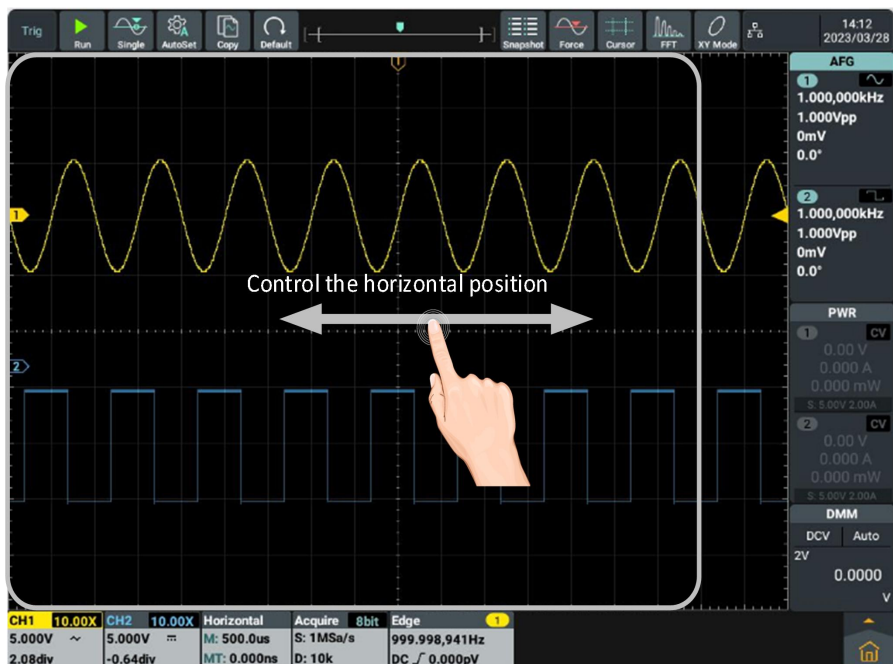 Trig
Run
Single
AutoSet
Copy
Default
Snapshot
Force
Cursor
FFT
XY Mode
14:12
2023/03/28
T
AFG
1
1.000,000kHz
1.000Vpp
0mV
0.0°
2
1.000,000kHz
1.000Vpp
0mV
0.0°
1
Control the horizontal position
2
PWR
1 CV
0.00 V
0.000 A
0.000 mW
S: 5.00V 2.00A
2 CV
0.00 V
0.000 A
0.000 mW
S: 5.00V 2.00A
DMM
DCV Auto
2V
0.0000
V
CH1 10.00X CH2 10.00X Horizontal Acquire 8bit Edge 1
5.000V ~ 5.000V M: 500.0us S: 1MSa/s 999.998,941Hz
2.08div -0.64div MT: 0.000ns D: 10k DC 0.000pV